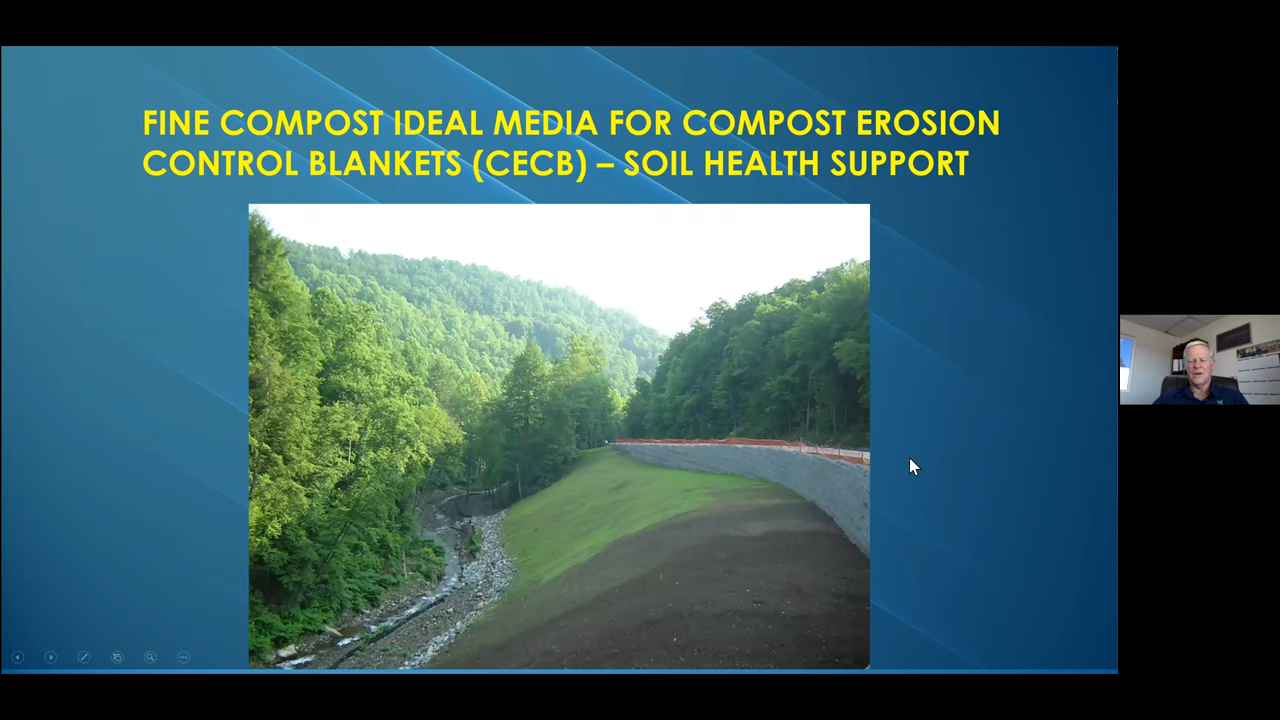 FINE COMPOST IDEAL MEDIA FOR COMPOST EROSION
CONTROL BLANKETS (CECB) – SOIL HEALTH SUPPORT